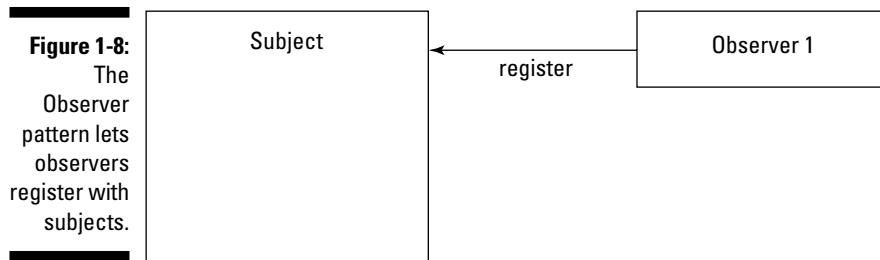 Figure 1-8:
The
Observer
pattern lets
observers
register with
subjects.
Subject
register
Observer 1